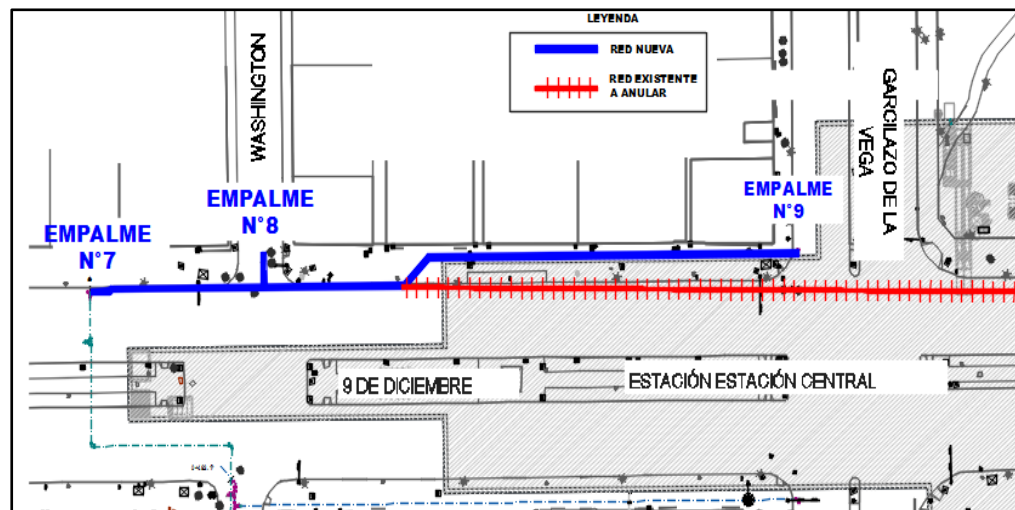 LEYENDA
RED NUEVA
RED EXISTENTE
A ANULAR
WASHINGTON
GARCILAZO DE LA
VEGA
EMPALME
N°7
EMPALME
N°8
EMPALME
N°9
9 DE DICIEMBRE
ESTACIÓN ESTACIÓN CENTRAL